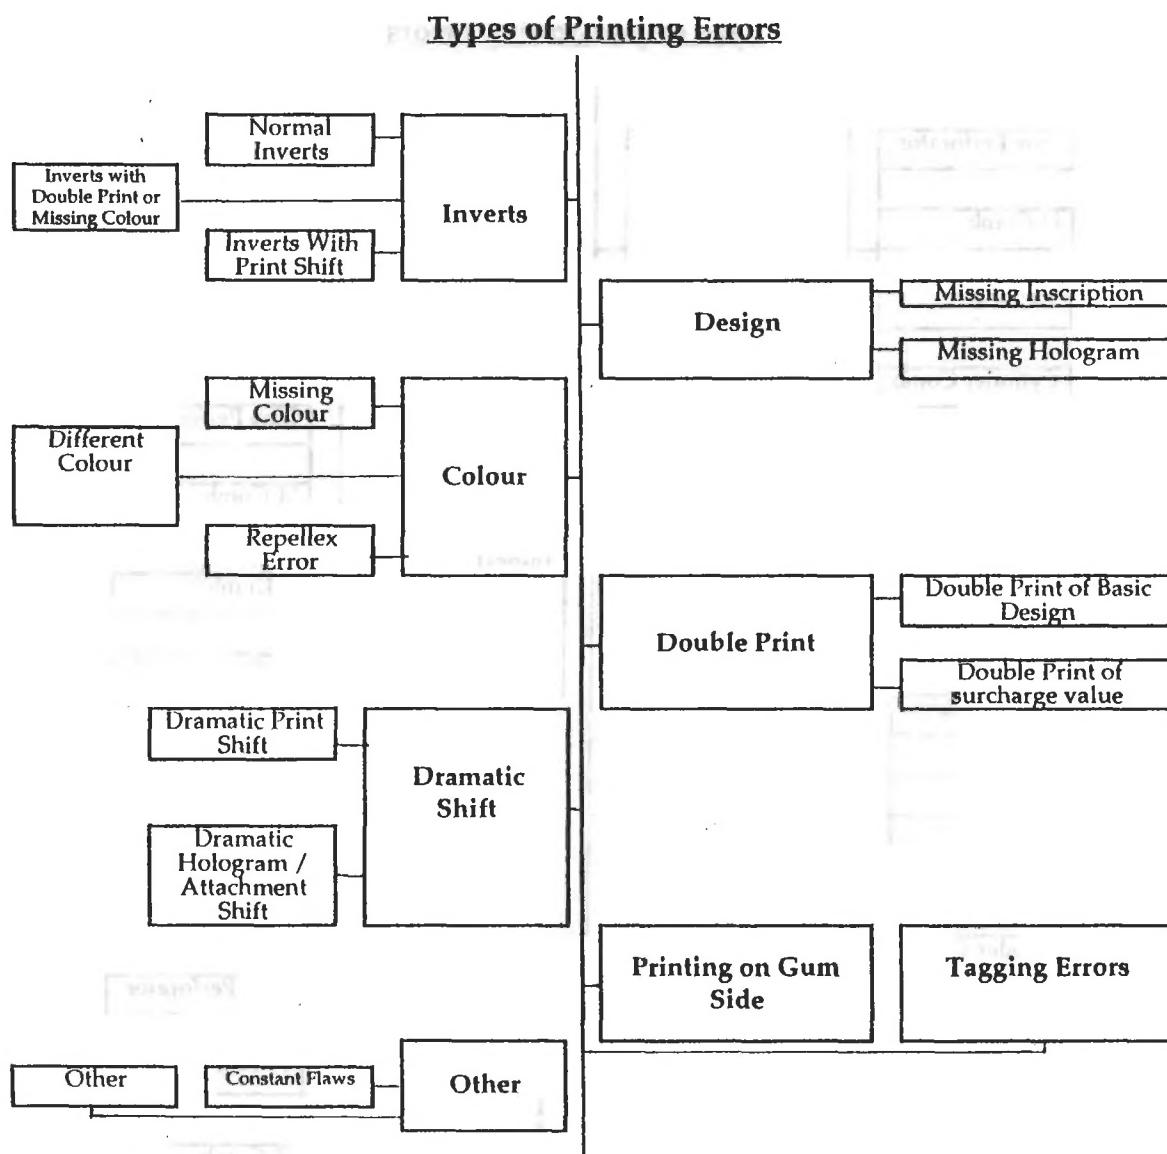 Types of Printing Errors
Normal
Inverts
Inverts with
Double Print or
Missing Colour
Inverts With
Print Shift
Inverts
Design
Missing Inscription
Missing Hologram
Missing
Colour
Different
Colour
Repellex
Error
Colour
Double Print
Double Print of Basic
Design
Double Print of
surcharge value
Dramatic Print
Shift
Dramatic
Hologram /
Attachment
Shift
Dramatic
Shift
Printing on Gum
Side
Tagging Errors
Other
Constant Flaws
Other